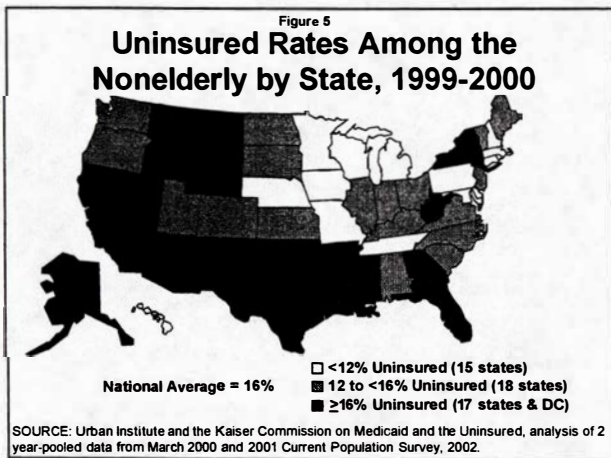 Figure 5
Uninsured Rates Among the
Nonelderly by State, 1999-2000
National Average = 16%
<12% Uninsured (15 states)
12 to <16% Uninsured (18 states)
≥16% Uninsured (17 states & DC)
SOURCE: Urban Institute and the Kaiser Commission on Medicaid and the Uninsured, analysis of 2
year-pooled data from March 2000 and 2001 Current Population Survey, 2002.